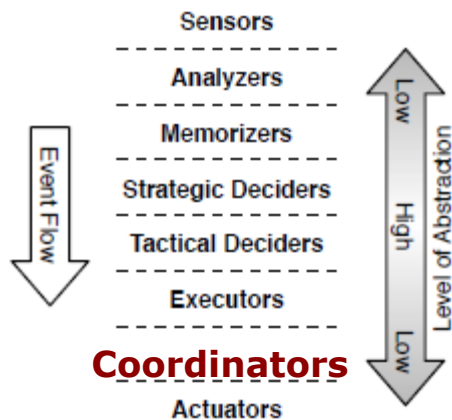 Sensors
Analyzers
Memorizers
Strategic Deciders
Tactical Deciders
Executors
Coordinators
Actuators
Event Flow
Low
High
Low
Level of Abstraction